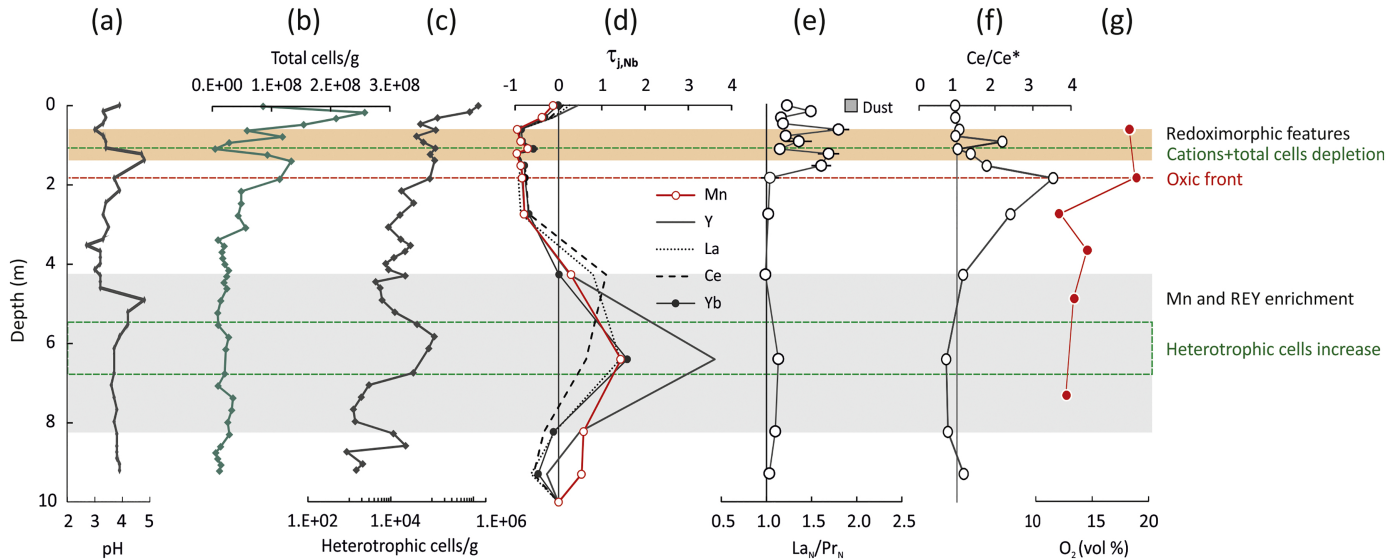 (a) (b) (c) (d) (e) (f) (g)
Total cells/g
τj,Nb
Ce/Ce*
0.E+00 1.E+08 2.E+08 3.E+08
-1 0 1 2 3 4
0 1 2 3 4
Dust
Redoximorphic features
Cations+total cells depletion
Oxic front
Mn
Y
La
Ce
Yb
Mn and REY enrichment
Heterotrophic cells increase
Depth (m)
0
2
4
6
8
10
2 3 4 5
1.E+02 1.E+04 1.E+06
0.5 1.0 1.5 2.0 2.5
10 15 20
pH
Heterotrophic cells/g
LaN/PrN
O2(vol %)